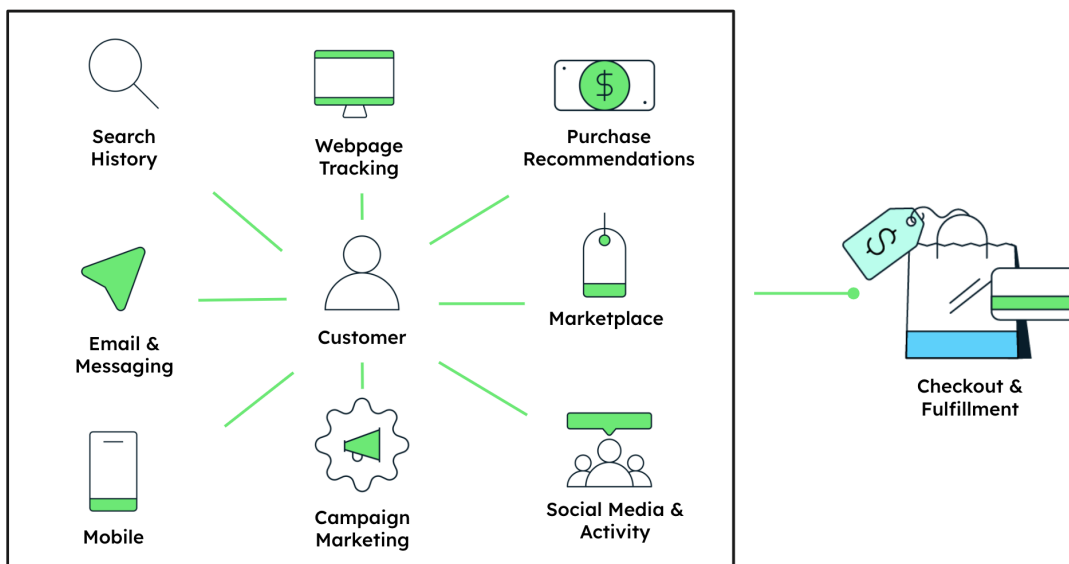 Search
History
Webpage
Tracking
$
Purchase
Recommendations
Email &
Messaging
Customer
Marketplace
$
Checkout &
Fulfillment
Mobile
Campaign
Marketing
Social Media &
Activity